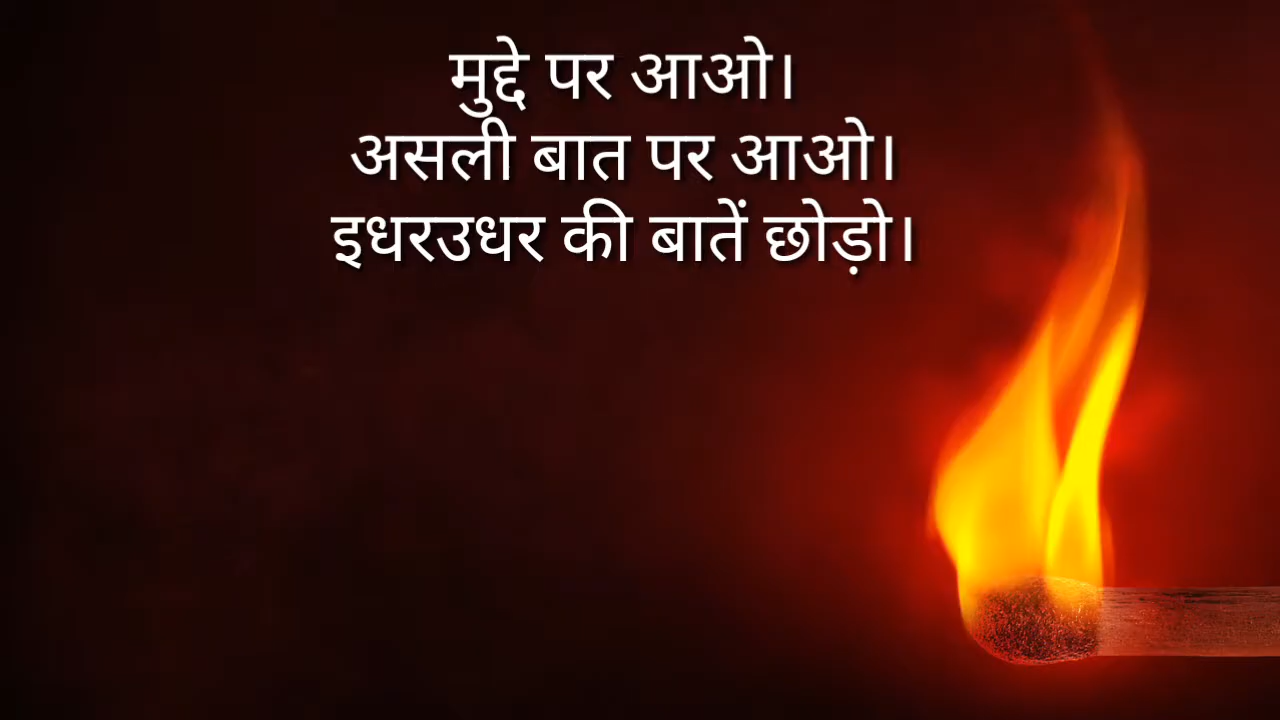 मुद्दे पर आओ।
असली बात पर आओ।
इधरउधर की बातें छोड़ो।